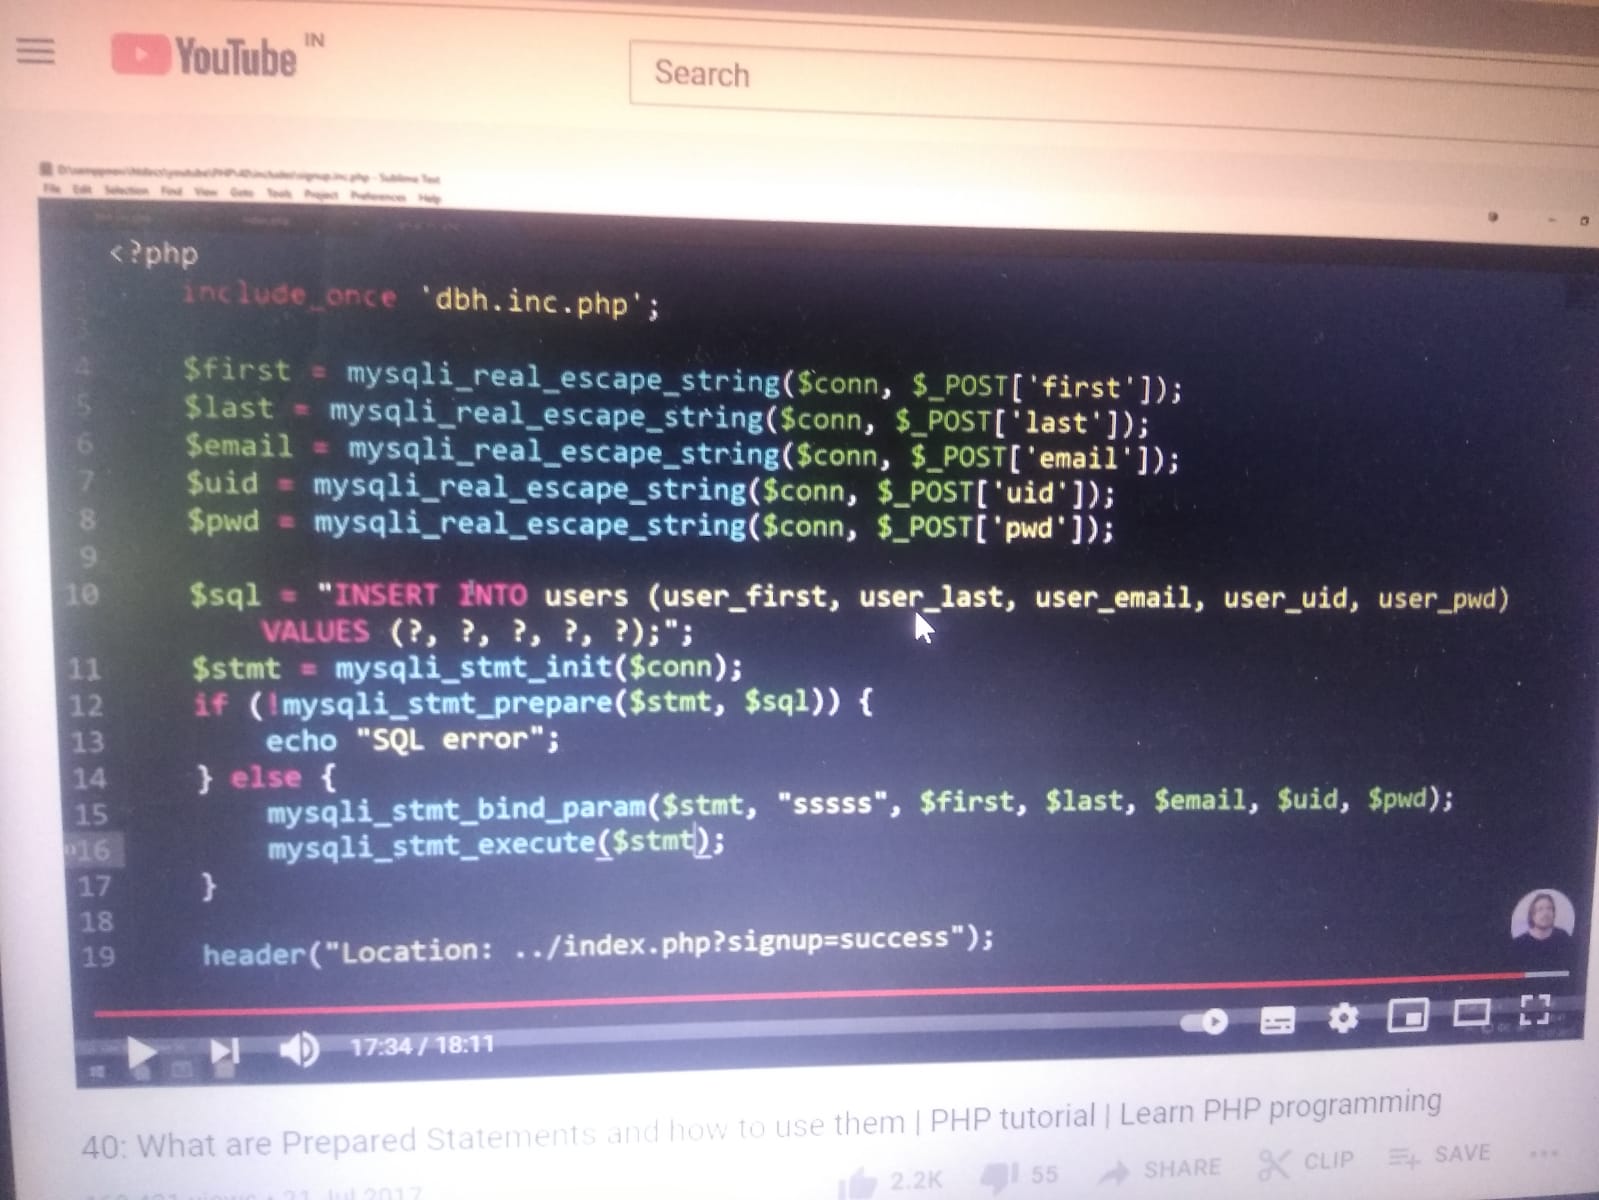 YouTube IN
Search
File Edit Selection Find View Goto Tools Project Preferences Help
<?php
include_once 'dbh.inc.php';
4 $first = mysqli_real_escape_string($conn, $_POST['first']);
5 $last = mysqli_real_escape_string($conn, $_POST['last']);
6 $email = mysqli_real_escape_string($conn, $_POST['email']);
7 $uid = mysqli_real_escape_string($conn, $_POST['uid']);
8 $pwd = mysqli_real_escape_string($conn, $_POST['pwd']);
9
10 $sql = "INSERT INTO users (user_first, user_last, user_email, user_uid, user_pwd)
VALUES (?, ?, ?, ?, ?);";
11 $stmt = mysqli_stmt_init($conn);
12 if (!mysqli_stmt_prepare($stmt, $sql)) {
13 echo "SQL error";
14 } else {
15 mysqli_stmt_bind_param($stmt, "sssss", $first, $last, $email, $uid, $pwd);
16 mysqli_stmt_execute($stmt);
17 }
18
19 header("Location: ../index.php?signup=success");
17:34 / 18:11
40: What are Prepared Statements and how to use them | PHP tutorial | Learn PHP programming
2.2K 55 SHARE CLIP SAVE
views • 21 Jul 2017